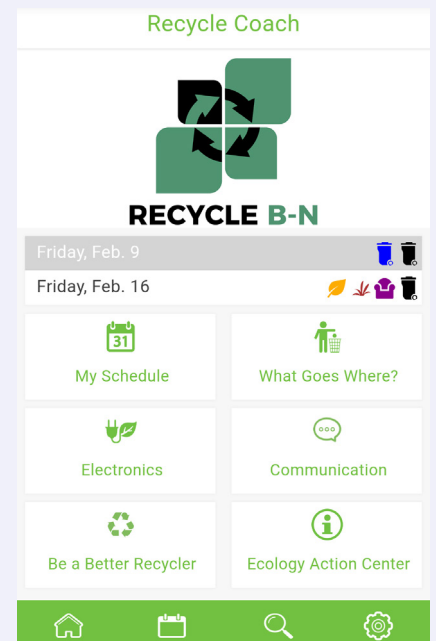 Recycle Coach
RECYCLE B-N
Friday, Feb. 9
Friday, Feb. 16
31
My Schedule
What Goes Where?
Electronics
Communication
Be a Better Recycler
Ecology Action Center